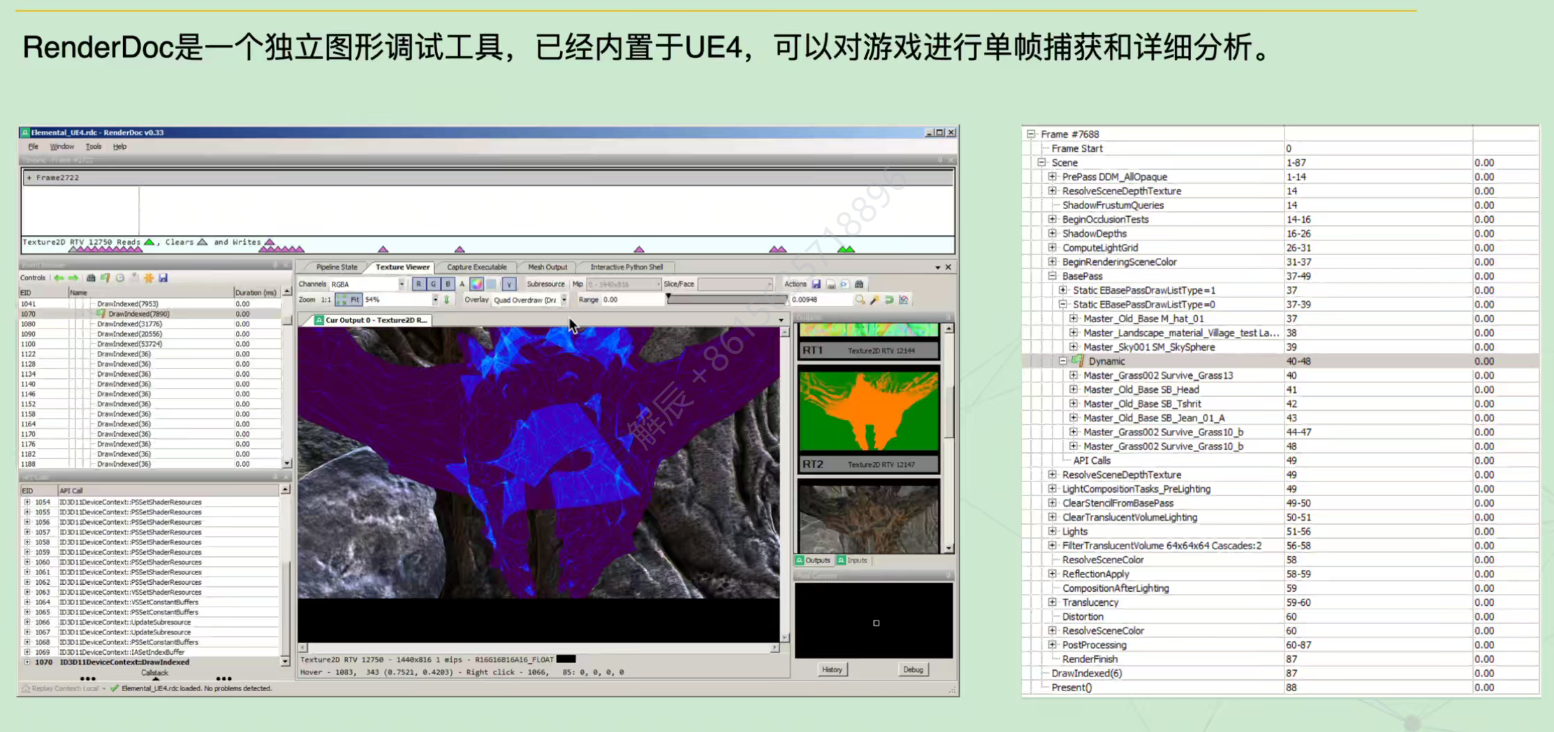 RenderDoc是一个独立图形调试工具，已经内置于UE4，可以对游戏进行单帧捕获和详细分析。
Elemental_UE4.rdc - RenderDoc v0.33
File Window Tools Help
+ Frame2722
Texture2D RTV 12750 Reads , Clears and Writes
Controls
EID Name Duration (ms)
1041 DrawIndexed(7953) 0.00
1070 DrawIndexed(7890) 0.00
1080 DrawIndexed(31776) 0.00
1090 DrawIndexed(20556) 0.00
1100 DrawIndexed(53724) 0.00
1122 DrawIndexed(36) 0.00
1128 DrawIndexed(36) 0.00
1134 DrawIndexed(36) 0.00
1140 DrawIndexed(36) 0.00
1146 DrawIndexed(36) 0.00
1152 DrawIndexed(36) 0.00
1158 DrawIndexed(36) 0.00
1164 DrawIndexed(36) 0.00
1170 DrawIndexed(36) 0.00
1176 DrawIndexed(36) 0.00
1182 DrawIndexed(36) 0.00
1188 DrawIndexed(36) 0.00
EID API Call
1054 ID3D11DeviceContext::PSSetShaderResources
1055 ID3D11DeviceContext::PSSetShaderResources
1056 ID3D11DeviceContext::PSSetShaderResources
1057 ID3D11DeviceContext::PSSetShaderResources
1058 ID3D11DeviceContext::PSSetShaderResources
1059 ID3D11DeviceContext::PSSetShaderResources
1060 ID3D11DeviceContext::PSSetShaderResources
1061 ID3D11DeviceContext::PSSetShaderResources
1062 ID3D11DeviceContext::PSSetShaderResources
1063 ID3D11DeviceContext::VSSetShaderResources
1064 ID3D11DeviceContext::VSSetConstantBuffers
1065 ID3D11DeviceContext::PSSetConstantBuffers
1066 ID3D11DeviceContext::UpdateSubresource
1067 ID3D11DeviceContext::UpdateSubresource
1068 ID3D11DeviceContext::PSSetConstantBuffers
1069 ID3D11DeviceContext::IASetIndexBuffer
1070 ID3D11DeviceContext::DrawIndexed
Callstack
Replay Context: Local Elemental_UE4.rdc loaded. No problems detected.
Pipeline State Texture Viewer Capture Executable Mesh Output Interactive Python Shell
Channels RGBA R G B A γ Subresource Mip Slice/Face Actions
Zoom 1:1 Fit 54% Overlay Quad Overdraw (Dra Range 0.00 0.00948
Cur Output 0 - Texture2D R...
RT1 Texture2D RTV 12144
RT2 Texture2D RTV 12147
Outputs Inputs
Texture2D RTV 12750 - 1440x816 1 mips - R16G16B16A16_FLOAT
Hover - 1083, 343 (0.7521, 0.4203) - Right click - 1066, 85: 0, 0, 0, 0
History Debug
解辰
Frame #7688
Frame Start 0
Scene 1-87 0.00
PrePass DDM_AllOpaque 1-14 0.00
ResolveSceneDepthTexture 14 0.00
ShadowFrustumQueries 14 0.00
BeginOcclusionTests 14-16 0.00
ShadowDepths 16-26 0.00
ComputeLightGrid 26-31 0.00
BeginRenderingSceneColor 31-37 0.00
BasePass 37-49 0.00
Static EBasePassDrawListType=1 37 0.00
Static EBasePassDrawListType=0 37-39 0.00
Master_Old_Base M_hat_01 37 0.00
Master_Landscape_material_Village_test La... 38 0.00
Master_Sky001 SM_SkySphere 39 0.00
Dynamic 40-48 0.00
Master_Grass002 Survive_Grass13 40 0.00
Master_Old_Base SB_Head 41 0.00
Master_Old_Base SB_Tshrit 42 0.00
Master_Old_Base SB_Jean_01_A 43 0.00
Master_Grass002 Survive_Grass10_b 44-47 0.00
Master_Grass002 Survive_Grass10_b 48 0.00
API Calls 49 0.00
ResolveSceneDepthTexture 49 0.00
LightCompositionTasks_PreLighting 49 0.00
ClearStencilFromBasePass 49-50 0.00
ClearTranslucentVolumeLighting 50-51 0.00
Lights 51-56 0.00
FilterTranslucentVolume 64x64x64 Cascades:2 56-58 0.00
ResolveSceneColor 58 0.00
ReflectionApply 58-59 0.00
CompositionAfterLighting 59 0.00
Translucency 59-60 0.00
Distortion 60 0.00
ResolveSceneColor 60 0.00
PostProcessing 60-87 0.00
RenderFinish 87 0.00
DrawIndexed(6) 87 0.00
Present() 88 0.00